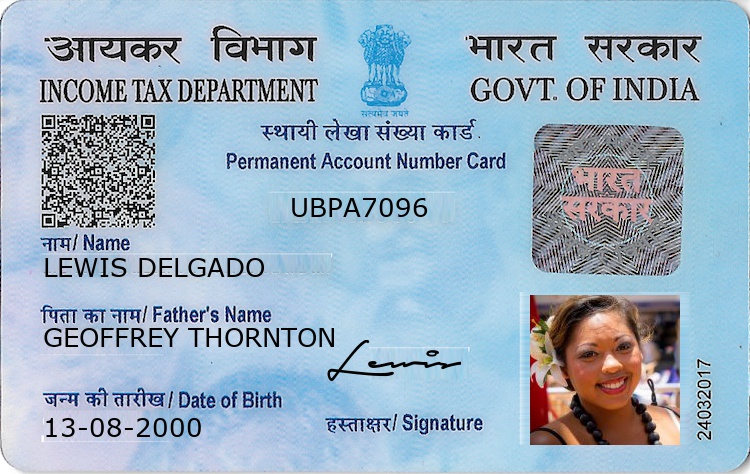 आयकर विभाग
भारत सरकार
INCOME TAX DEPARTMENT
GOVT. OF INDIA
सत्यमेव जयते
स्थायी लेखा संख्या कार्ड
Permanent Account Number Card
UBPA7096
भारत
सरकार
नाम/ Name
LEWIS DELGADO
पिता का नाम/ Father's Name
GEOFFREY THORNTON
Lewis
जन्म की तारीख/ Date of Birth
13-08-2000
हस्ताक्षर/ Signature
24032017